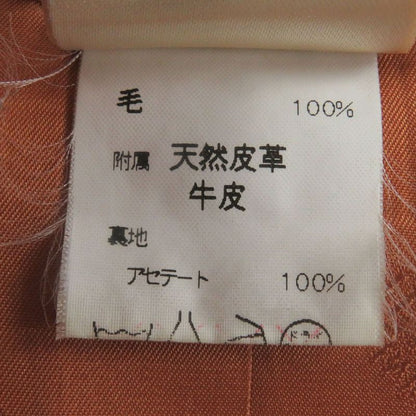 毛 100%
附属 天然皮革
牛皮
裏地
アセテート 100%